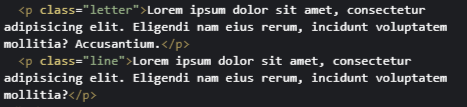 <p class="letter">Lorem ipsum dolor sit amet, consectetur
adipisicing elit. Eligendi nam eius rerum, incidunt voluptatem
mollitia? Accusantium.</p>
<p class="line">Lorem ipsum dolor sit amet, consectetur
adipisicing elit. Eligendi nam eius rerum, incidunt voluptatem
mollitia?</p>